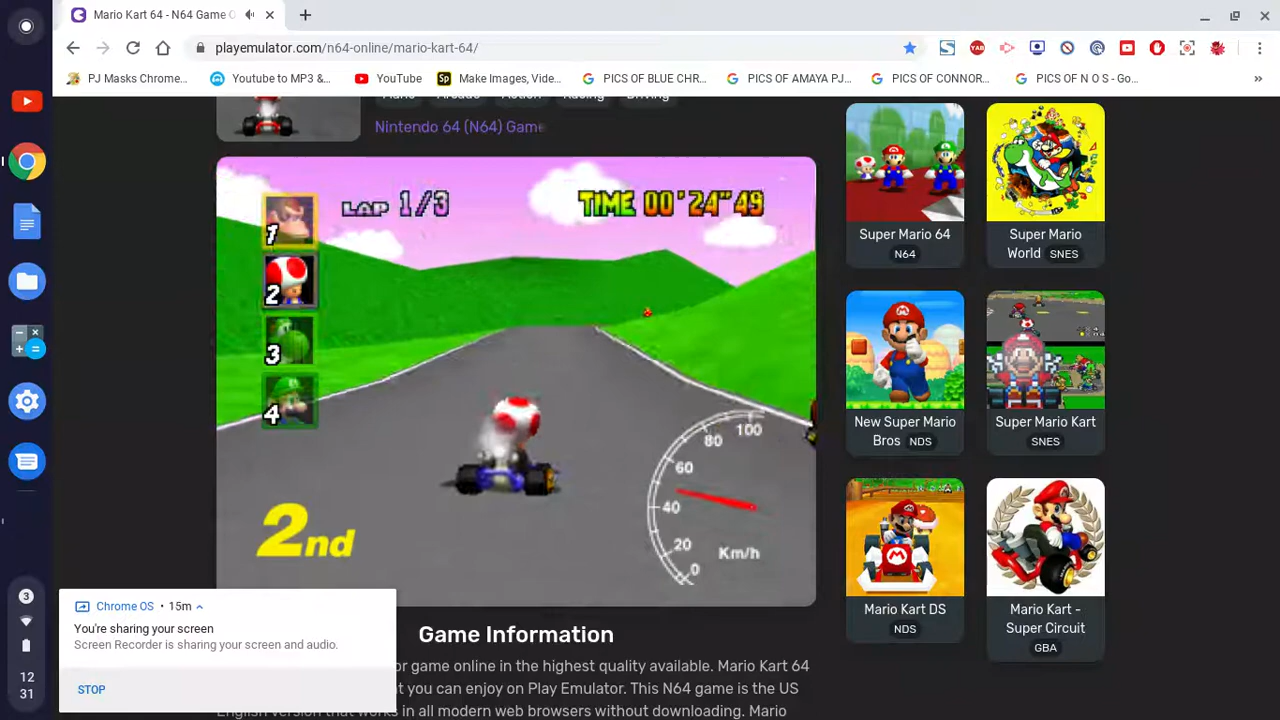 Mario Kart 64 - N64 Game O
playemulator.com/n64-online/mario-kart-64/
PJ Masks Chrome...
Youtube to MP3 &...
YouTube
Make Images, Vide...
PICS OF BLUE CHR...
PICS OF AMAYA PJ...
PICS OF CONNOR...
PICS OF N O S - Go...
»
Mario Arcade Action Racing Driving
Nintendo 64 (N64) Game
LAP 1/3
TIME 00'24"49
1
2
3
4
2nd
100
80
60
40
20
0
Km/h
Super Mario 64
N64
Super Mario
World SNES
New Super Mario
Bros NDS
Super Mario Kart
SNES
Mario Kart DS
NDS
Mario Kart -
Super Circuit
GBA
Game Information
or game online in the highest quality available. Mario Kart 64
t you can enjoy on Play Emulator. This N64 game is the US
English version that works in all modern web browsers without downloading. Mario
Chrome OS • 15m
You're sharing your screen
Screen Recorder is sharing your screen and audio.
STOP
3
12
31